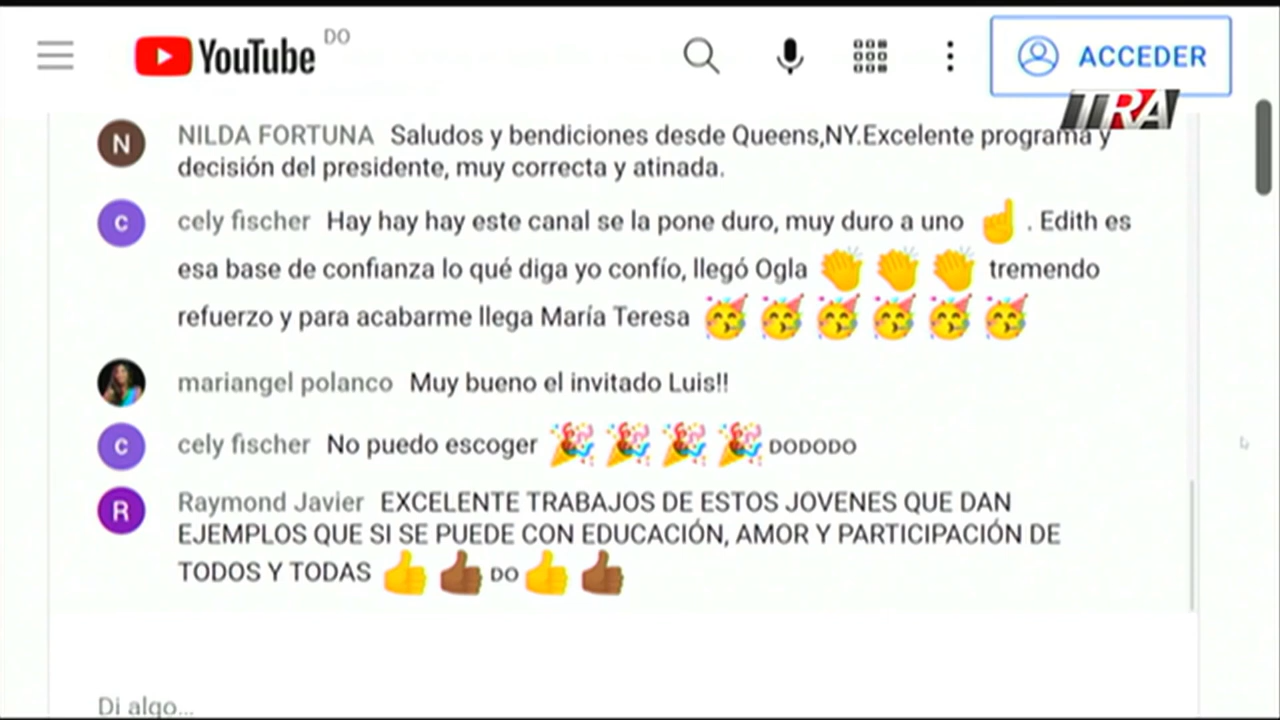 YouTube DO
ACCEDER
TRA
N NILDA FORTUNA Saludos y bendiciones desde Queens,NY.Excelente programa y
decisión del presidente, muy correcta y atinada.
C cely fischer Hay hay hay este canal se la pone duro, muy duro a uno ☝️ . Edith es
esa base de confianza lo qué diga yo confío, llegó Ogla 👏 👏 👏 tremendo
refuerzo y para acabarme llega María Teresa 🥳 🥳 🥳 🥳 🥳 🥳
mariangel polanco Muy bueno el invitado Luis!!
C cely fischer No puedo escoger 🎉 🎉 🎉 🎉 DODODO
R Raymond Javier EXCELENTE TRABAJOS DE ESTOS JOVENES QUE DAN
EJEMPLOS QUE SI SE PUEDE CON EDUCACIÓN, AMOR Y PARTICIPACIÓN DE
TODOS Y TODAS 👍 👍🏾 DO 👍 👍🏾
Di algo...